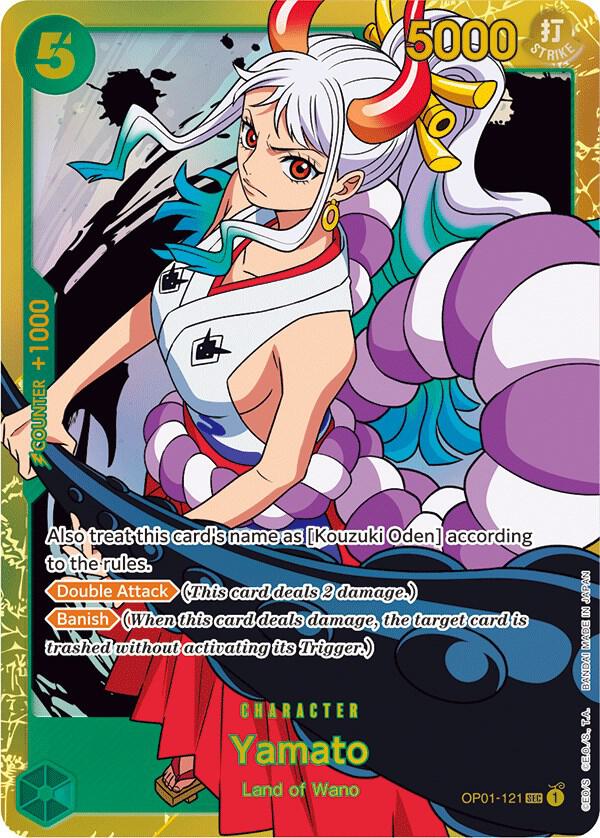 5
5000
打
STRIKE
COUNTER +1000
Also treat this card's name as [Kouzuki Oden] according
to the rules.
Double Attack (This card deals 2 damage.)
Banish (When this card deals damage, the target card is
trashed without activating its Trigger.)
CHARACTER
Yamato
Land of Wano
OP01-121 SEC 1
©EO/S ©E.O./S., T.A. BANDAI MADE IN JAPAN